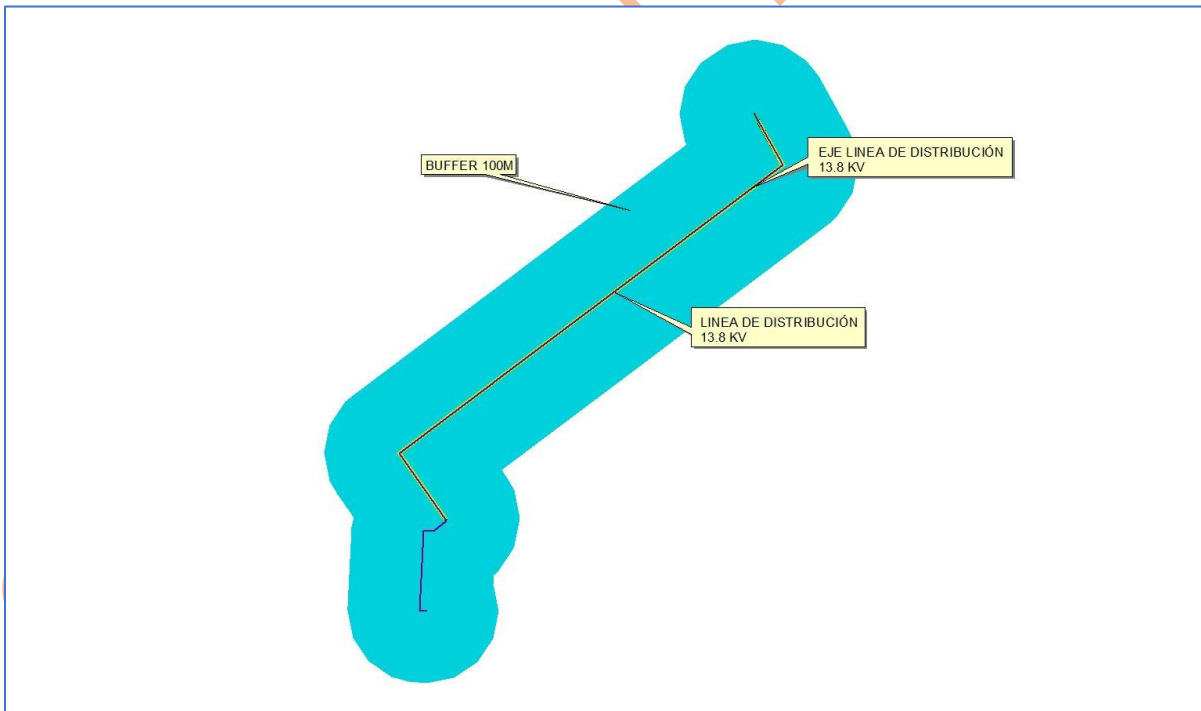 BUFFER 100M
EJE LINEA DE DISTRIBUCIÓN
13.8 KV
LINEA DE DISTRIBUCIÓN
13.8 KV